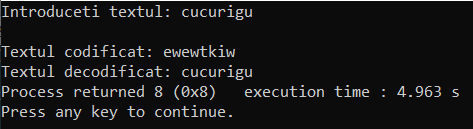 Introduceti textul: cucurigu
Textul codificat: ewewtkiw
Textul decodificat: cucurigu
Process returned 8 (0x8)   execution time : 4.963 s
Press any key to continue.